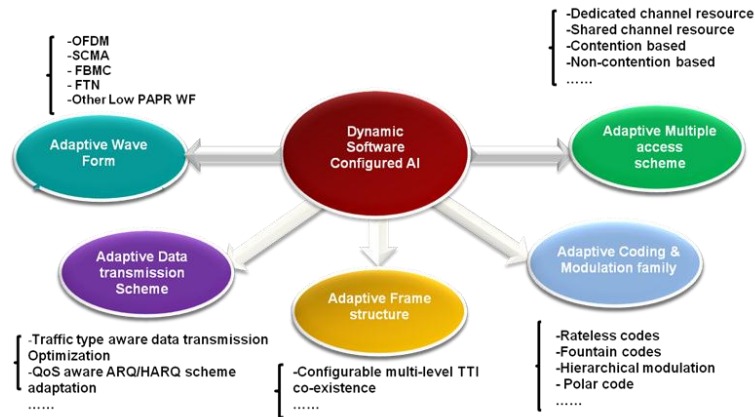 -OFDM
-SCMA
- FBMC
- FTN
-Other Low PAPR WF
-Dedicated channel resource
-Shared channel resource
-Contention based
-Non-contention based
......
Dynamic
Software
Configured AI
Adaptive Wave
Form
Adaptive Multiple
access
scheme
Adaptive Data
transmission
Scheme
Adaptive Frame
structure
Adaptive Coding &
Modulation family
-Traffic type aware data transmission
Optimization
-QoS aware ARQ/HARQ scheme
adaptation
......
-Configurable multi-level TTI
co-existence
......
-Rateless codes
-Fountain codes
-Hierarchical modulation
- Polar code
......